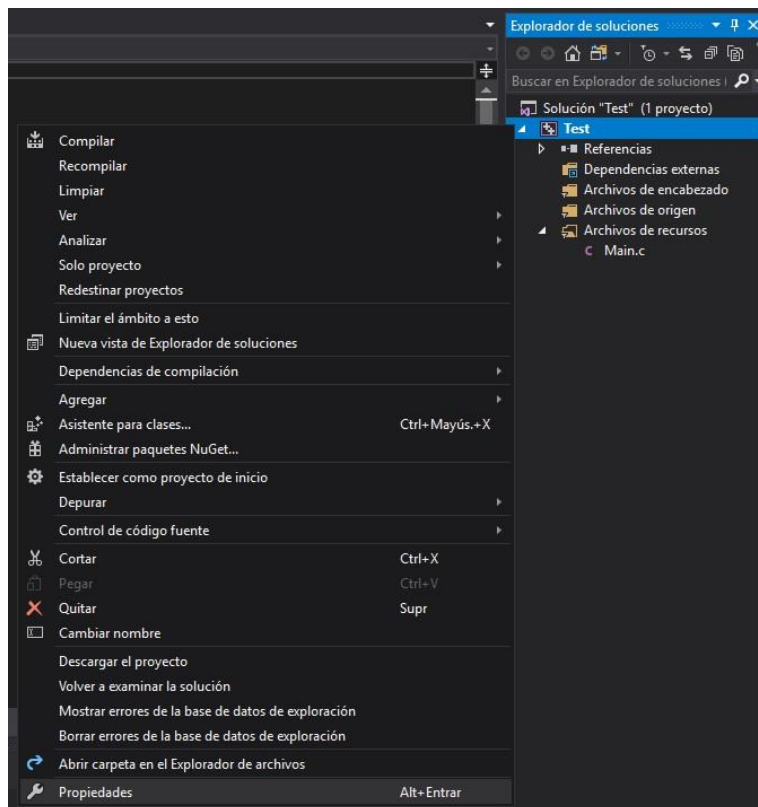 Explorador de soluciones
Buscar en Explorador de soluciones
Solución "Test" (1 proyecto)
Test
Referencias
Dependencias externas
Archivos de encabezado
Archivos de origen
Archivos de recursos
C Main.c
Compilar
Recompilar
Limpiar
Ver
Analizar
Solo proyecto
Redestinar proyectos
Limitar el ámbito a esto
Nueva vista de Explorador de soluciones
Dependencias de compilación
Agregar
Asistente para clases... Ctrl+Mayús.+X
Administrar paquetes NuGet...
Establecer como proyecto de inicio
Depurar
Control de código fuente
Cortar Ctrl+X
Pegar Ctrl+V
Quitar Supr
Cambiar nombre
Descargar el proyecto
Volver a examinar la solución
Mostrar errores de la base de datos de exploración
Borrar errores de la base de datos de exploración
Abrir carpeta en el Explorador de archivos
Propiedades Alt+Entrar